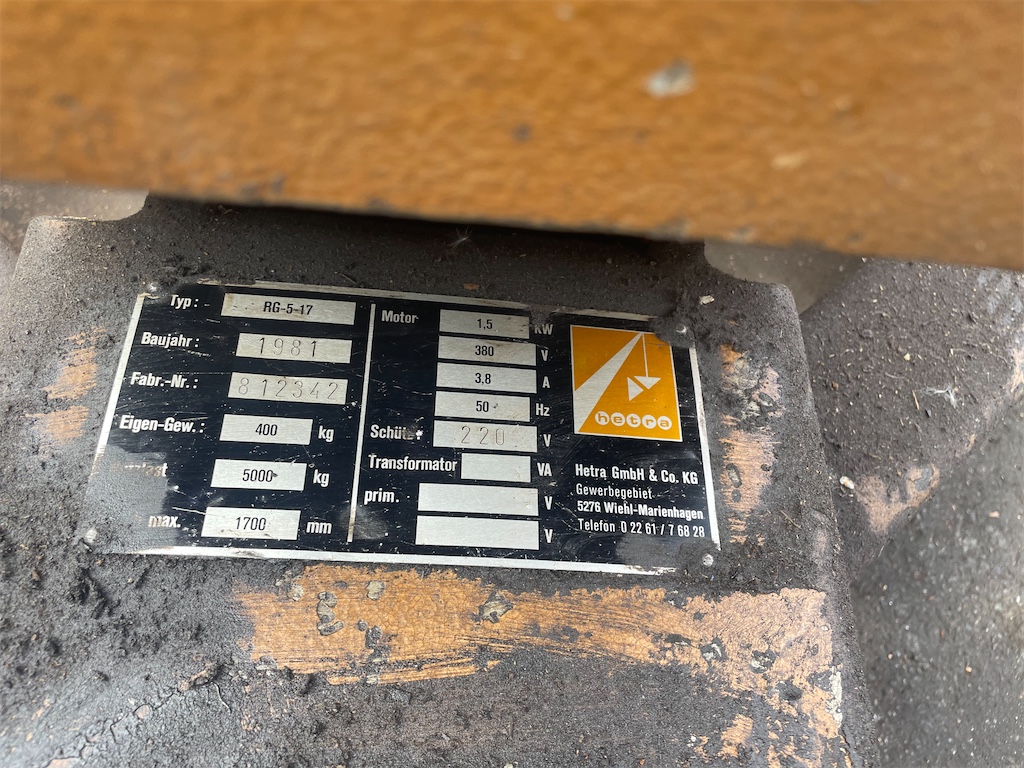 Typ: RG-5-17
Baujahr: 1981
Fabr.-Nr.: 812342
Eigen-Gew.: 400 kg
5000 kg
max. 1700 mm
Motor 1,5 KW
380 V
3,8 A
50 Hz
Schütz: 220 V
Transformator VA
prim. V
V
hetra
Hetra GmbH & Co. KG
Gewerbegebiet
5276 Wiehl-Marienhagen
Telefon 0 22 61 / 7 68 28